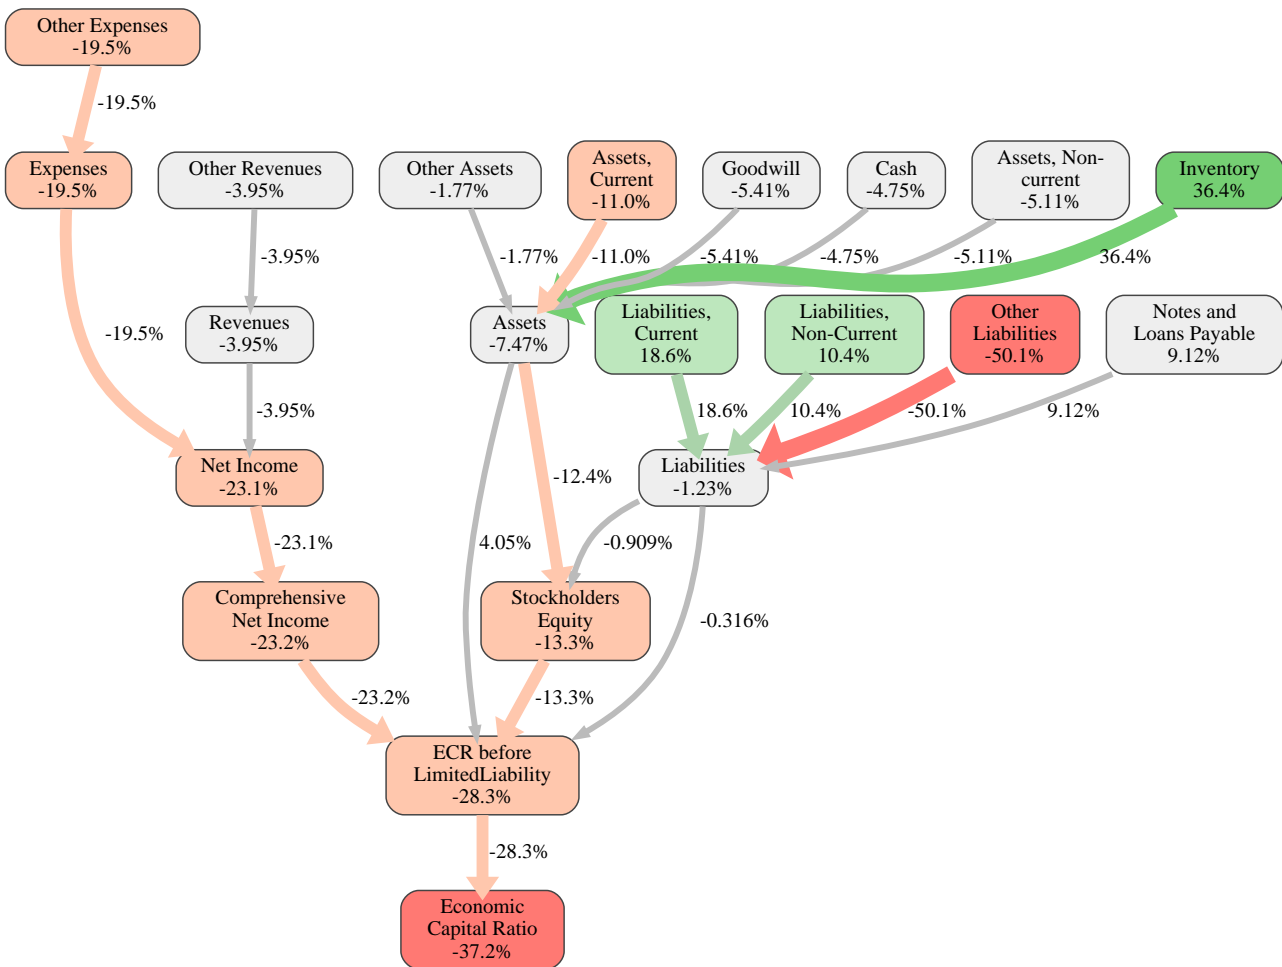 Other Expenses
-19.5%
-19.5%
Expenses
-19.5%
Other Revenues
-3.95%
Other Assets
-1.77%
Assets,
Current
-11.0%
Goodwill
-5.41%
Cash
-4.75%
Assets, Non-
current
-5.11%
Inventory
36.4%
-3.95%
-1.77%
-11.0%
-5.41%
-4.75%
-5.11%
36.4%
-19.5%
Revenues
-3.95%
Assets
-7.47%
Liabilities,
Current
18.6%
Liabilities,
Non-Current
10.4%
Other
Liabilities
-50.1%
Notes and
Loans Payable
9.12%
-3.95%
18.6%
10.4%
-50.1%
9.12%
Net Income
-23.1%
-12.4%
Liabilities
-1.23%
-23.1%
4.05%
-0.909%
Comprehensive
Net Income
-23.2%
Stockholders
Equity
-13.3%
-0.316%
-23.2%
-13.3%
ECR before
LimitedLiability
-28.3%
-28.3%
Economic
Capital Ratio
-37.2%